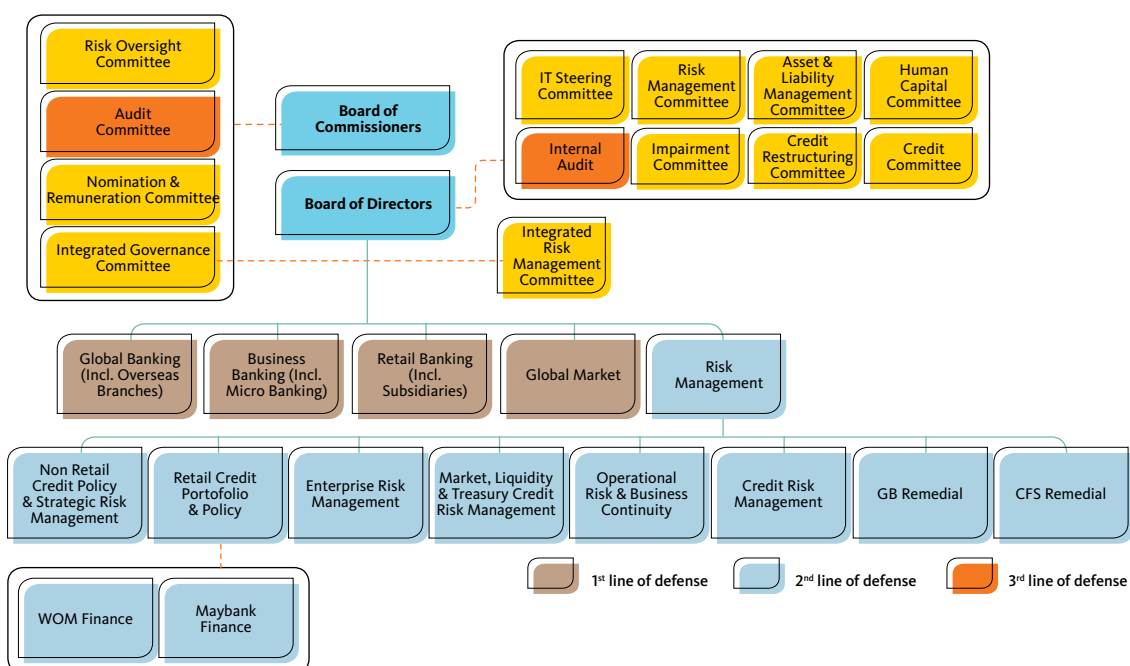 Risk Oversight
Committee
Audit
Committee
Nomination &
Remuneration Committee
Integrated Governance
Committee
Board of
Commissioners
Board of Directors
IT Steering
Committee
Risk
Management
Committee
Asset &
Liability
Management
Committee
Human
Capital
Committee
Internal
Audit
Impairment
Committee
Credit
Restructuring
Committee
Credit
Committee
Integrated
Risk
Management
Committee
Global Banking
(Incl. Overseas
Branches)
Business
Banking (Incl.
Micro Banking)
Retail Banking
(Incl.
Subsidiaries)
Global Market
Risk
Management
Non Retail
Credit Policy
& Strategic Risk
Management
Retail Credit
Portofolio
& Policy
Enterprise Risk
Management
Market, Liquidity
& Treasury Credit
Risk Management
Operational
Risk & Business
Continuity
Credit Risk
Management
GB Remedial
CFS Remedial
1st line of defense
2nd line of defense
3rd line of defense
WOM Finance
Maybank
Finance